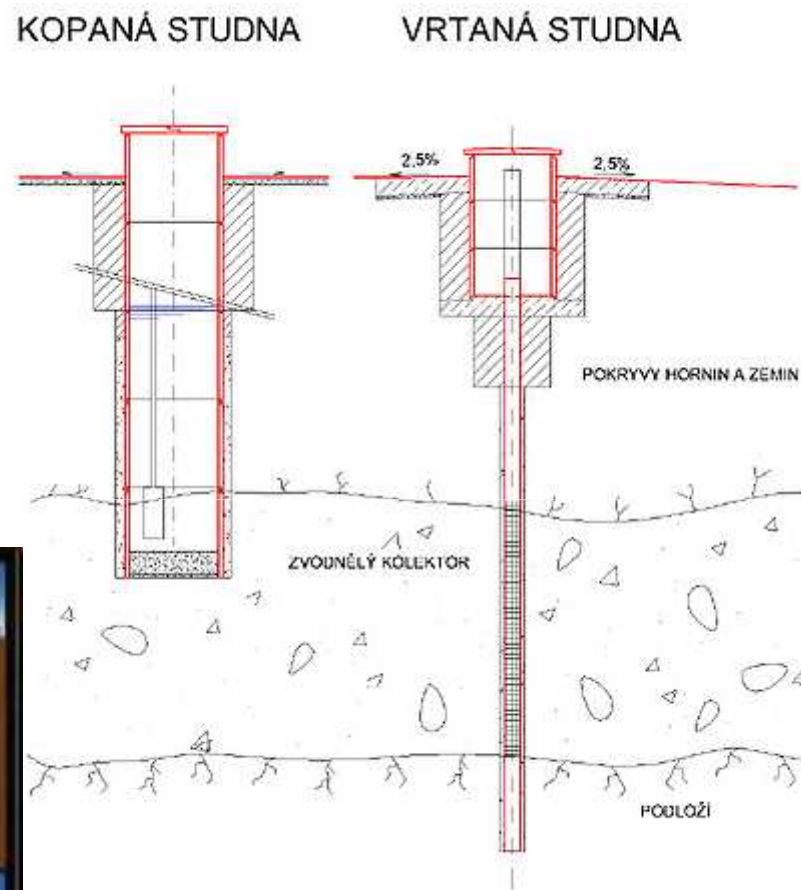 KOPANÁ STUDNA
VRTANÁ STUDNA
2,5%
2,5%
POKRYVY HORNIN A ZEMIN
ZVODNĚLÝ KOLEKTOR
PODLOŽÍ